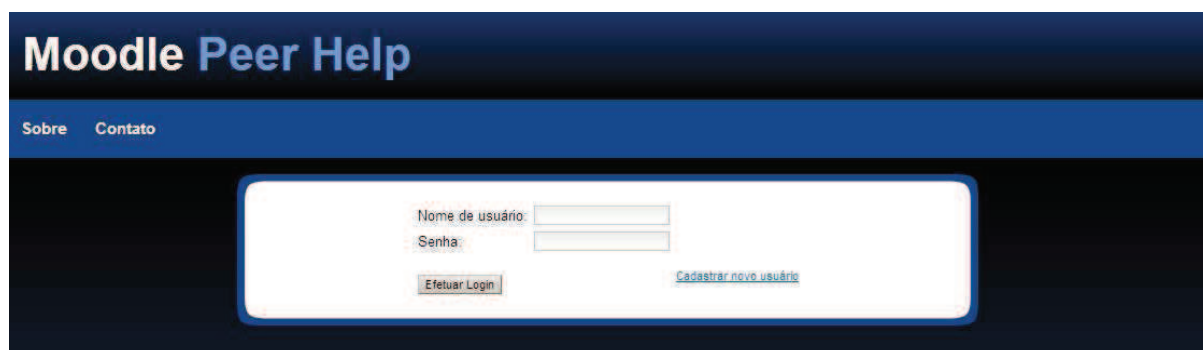 Moodle Peer Help
Sobre Contato
Nome de usuário:
Senha:
Efetuar Login Cadastrar novo usuário